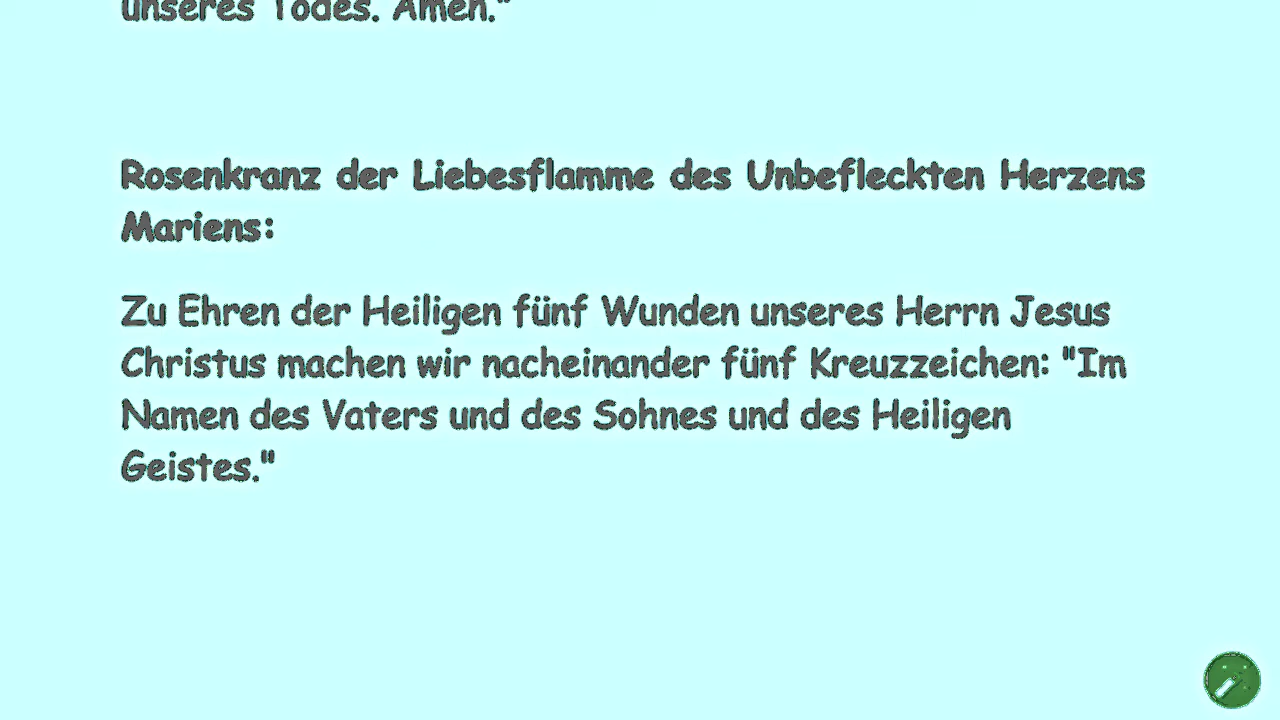 unseres Todes. Amen."
Rosenkranz der Liebesflamme des Unbefleckten Herzens
Mariens:
Zu Ehren der Heiligen fünf Wunden unseres Herrn Jesus
Christus machen wir nacheinander fünf Kreuzzeichen: "Im
Namen des Vaters und des Sohnes und des Heiligen
Geistes."